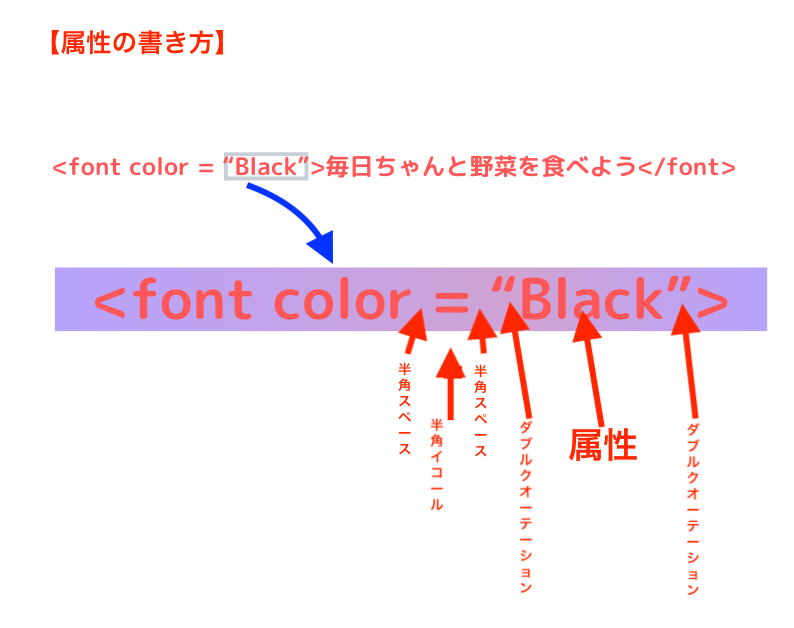 【属性の書き方】
<font color = “Black”>毎日ちゃんと野菜を食べよう</font>
<font color = “Black”>
半角スペース
半角イコール
半角スペース
ダブルクオーテーション
属性
ダブルクオーテーション